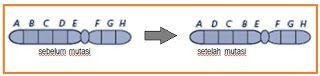 A B C D E F G H
A D C B E F G H
sebelum mutasi
setelah mutasi